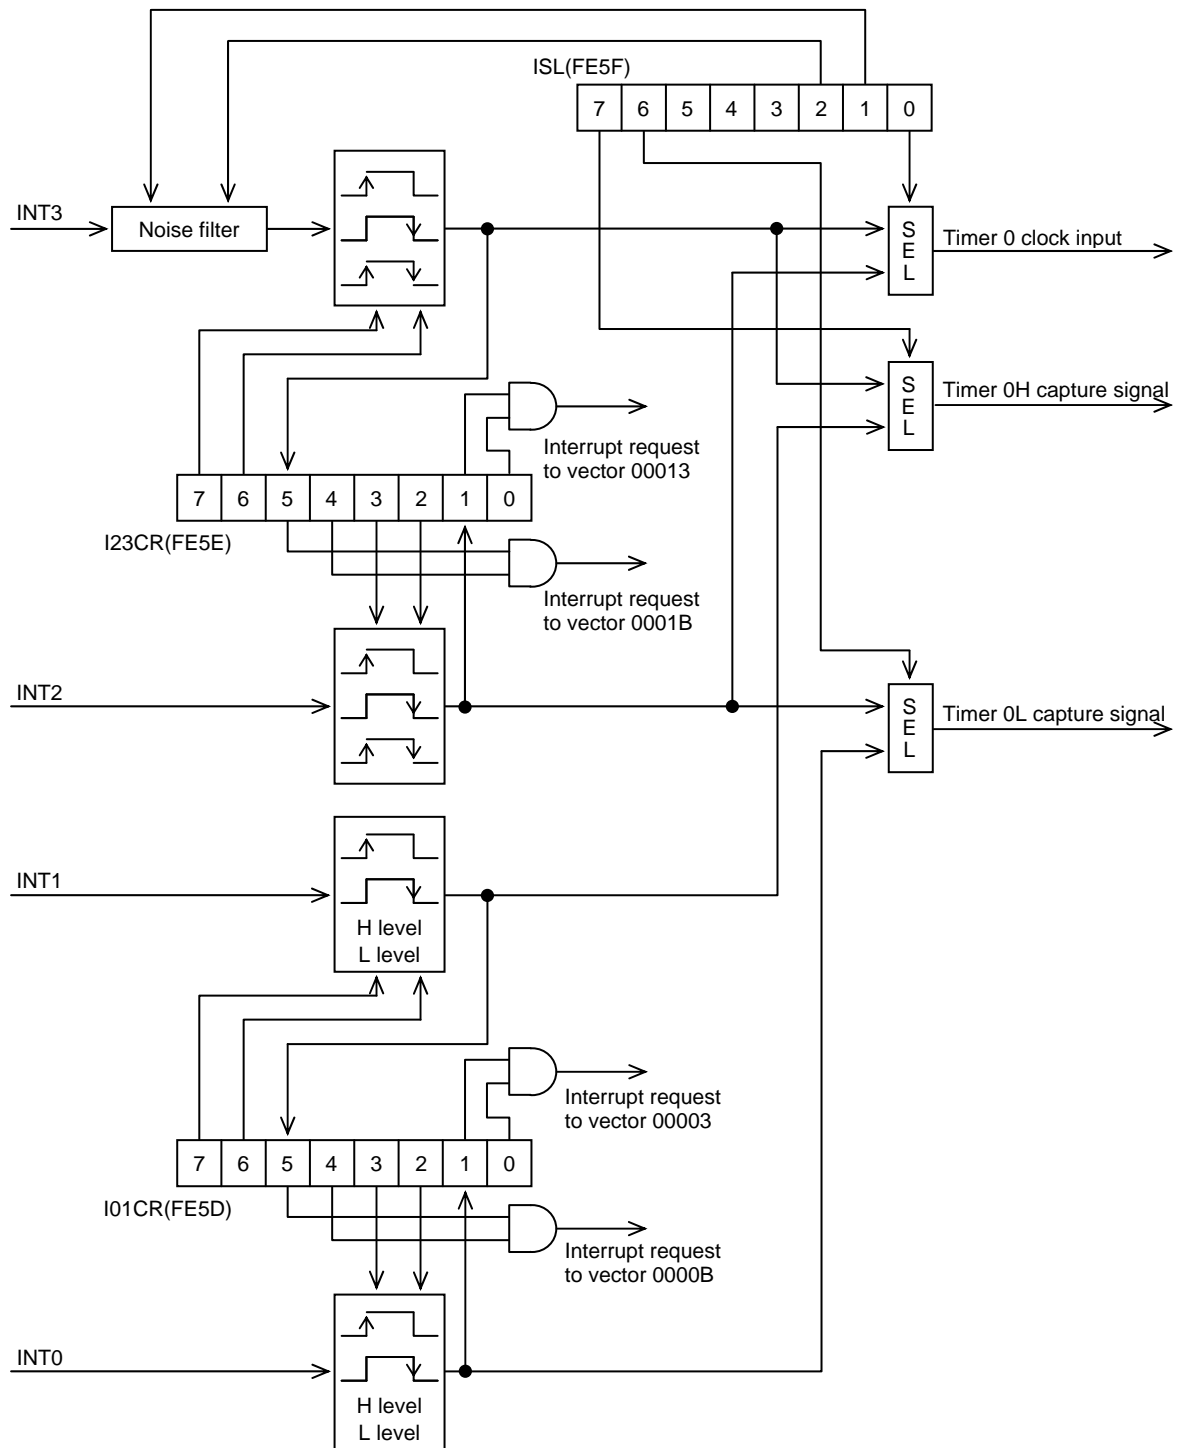 ISL(FE5F)
7 6 5 4 3 2 1 0
INT3
Noise filter
S
E
L
Timer 0 clock input
S
E
L
Timer 0H capture signal
Interrupt request
to vector 00013
7 6 5 4 3 2 1 0
I23CR(FE5E)
Interrupt request
to vector 0001B
INT2
S
E
L
Timer 0L capture signal
INT1
H level
L level
Interrupt request
to vector 00003
7 6 5 4 3 2 1 0
I01CR(FE5D)
Interrupt request
to vector 0000B
INT0
H level
L level